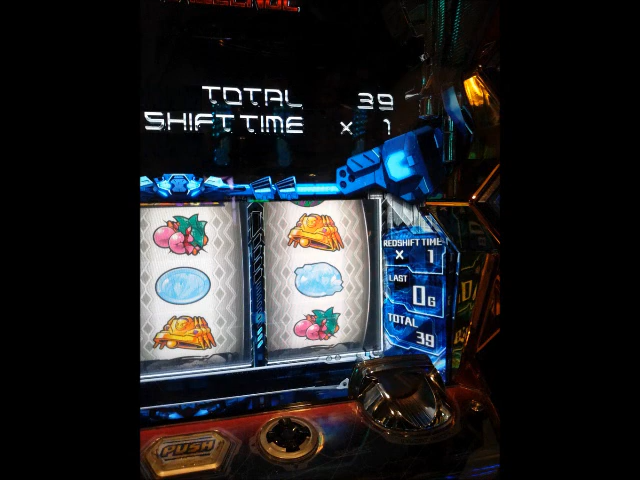 TOTAL 39
SHIFT TIME × 1
REDSHIFT TIME
× 1
LAST
0G
TOTAL
39
PUSH